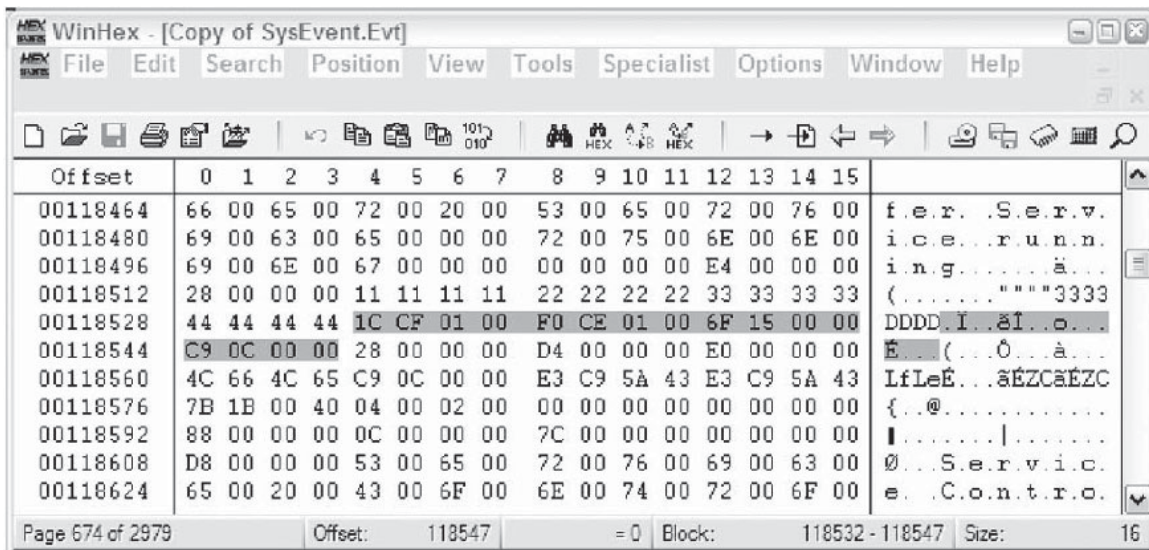 WinHex - [Copy of SysEvent.Evt]
File Edit Search Position View Tools Specialist Options Window Help
Offset 0 1 2 3 4 5 6 7 8 9 10 11 12 13 14 15
00118464 66 00 65 00 72 00 20 00 53 00 65 00 72 00 76 00 f.e.r. .S.e.r.v.
00118480 69 00 63 00 65 00 00 00 72 00 75 00 6E 00 6E 00 i.c.e...r.u.n.n.
00118496 69 00 6E 00 67 00 00 00 00 00 00 00 E4 00 00 00 i.n.g.......ä...
00118512 28 00 00 00 11 11 11 11 22 22 22 22 33 33 33 33 (.......""""3333
00118528 44 44 44 44 1C CF 01 00 F0 CE 01 00 6F 15 00 00 DDDD.Ï..ðÎ..o...
00118544 C9 0C 00 00 28 00 00 00 D4 00 00 00 E0 00 00 00 É...(...Ô...à...
00118560 4C 66 4C 65 C9 0C 00 00 E3 C9 5A 43 E3 C9 5A 43 LfLeÉ...ãÉZCãÉZC
00118576 7B 1B 00 40 04 00 02 00 00 00 00 00 00 00 00 00 {..@............
00118592 88 00 00 00 0C 00 00 00 7C 00 00 00 00 00 00 00 ▮.......|.......
00118608 D8 00 00 00 53 00 65 00 72 00 76 00 69 00 63 00 Ø...S.e.r.v.i.c.
00118624 65 00 20 00 43 00 6F 00 6E 00 74 00 72 00 6F 00 e. .C.o.n.t.r.o.
Page 674 of 2979 Offset: 118547 = 0 Block: 118532 - 118547 Size: 16